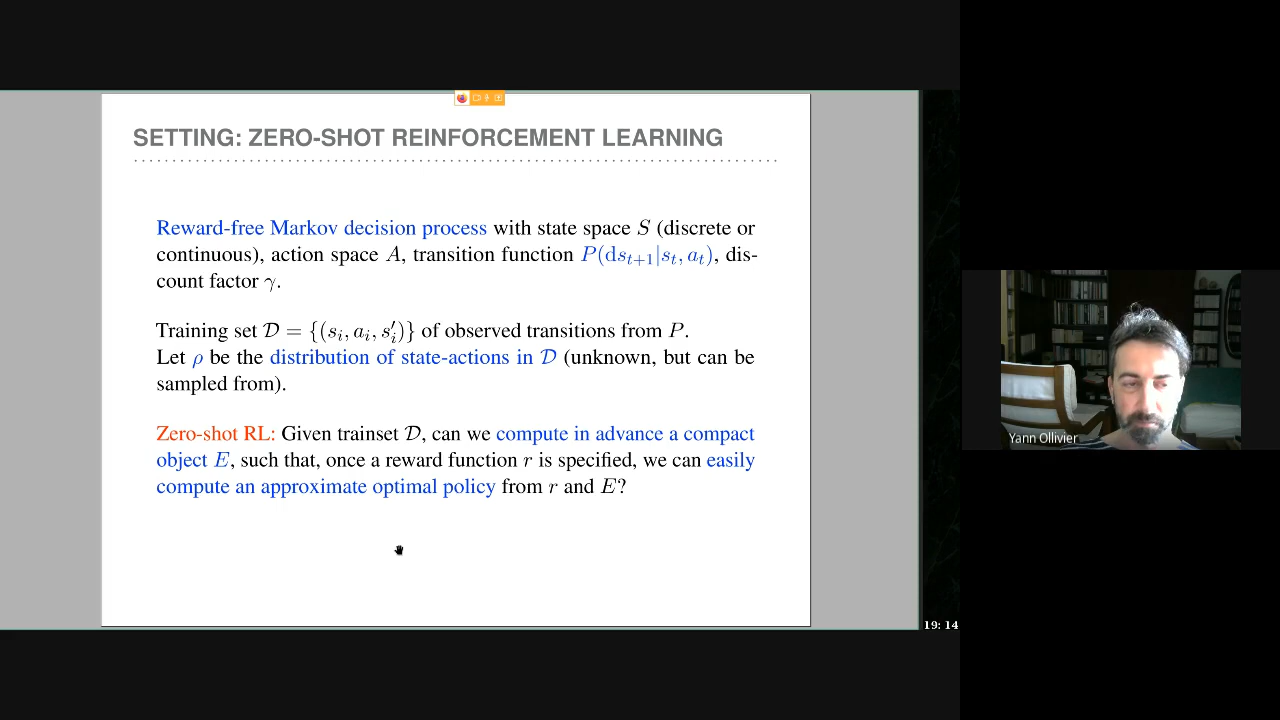 SETTING: ZERO-SHOT REINFORCEMENT LEARNING
Reward-free Markov decision process with state space S (discrete or
continuous), action space A, transition function P(ds_{t+1}|s_t, a_t), dis-
count factor γ.
Training set D = {(s_i, a_i, s'_i)} of observed transitions from P.
Let ρ be the distribution of state-actions in D (unknown, but can be
sampled from).
Zero-shot RL: Given trainset D, can we compute in advance a compact
object E, such that, once a reward function r is specified, we can easily
compute an approximate optimal policy from r and E?
Yann Ollivier
19: 14